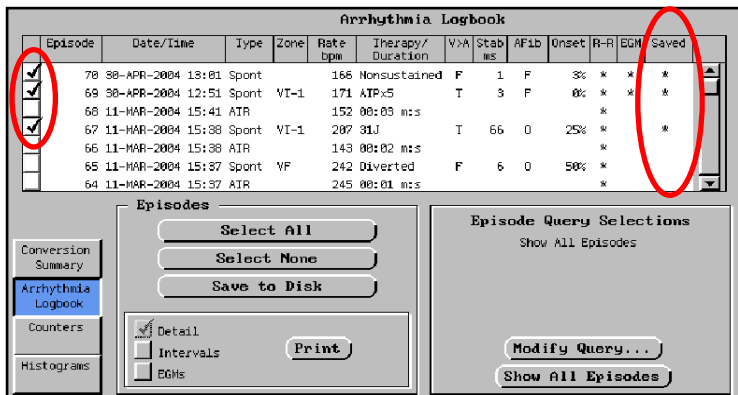 Arrhythmia Logbook
Episode Date/Time Type Zone Rate bpm Therapy/ Duration V>A Stab ms AFib Onset R-R EGM Saved
70 30-APR-2004 13:01 Spont 166 Nonsustained F 1 F 3% * * *
69 30-APR-2004 12:51 Spont VT-1 171 ATPx5 T 3 F 0% * * *
68 11-MAR-2004 15:41 ATR 152 00:03 m:s *
67 11-MAR-2004 15:38 Spont VT-1 207 31J T 66 0 25% * *
66 11-MAR-2004 15:38 ATR 143 00:02 m:s *
65 11-MAR-2004 15:37 Spont VF 242 Diverted F 6 0 50% *
64 11-MAR-2004 15:37 ATR 245 00:01 m:s *
Conversion
Summary
Arrhythmia
Logbook
Counters
Histograms
Episodes
Select All
Select None
Save to Disk
Detail
Intervals
EGMs
Print
Episode Query Selections
Show All Episodes
Modify Query...
Show All Episodes